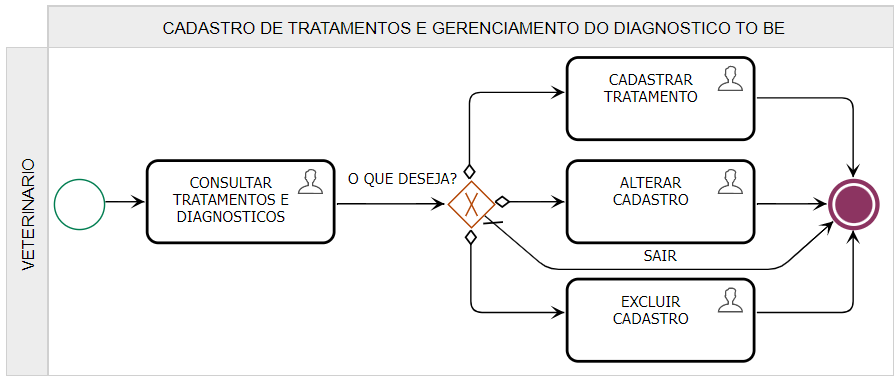 CADASTRO DE TRATAMENTOS E GERENCIAMENTO DO DIAGNOSTICO TO BE
VETERINÁRIO
CONSULTAR
TRATAMENTOS E
DIAGNOSTICOS
O QUE DESEJA?
CADASTRAR
TRATAMENTO
ALTERAR
CADASTRO
SAIR
EXCLUIR
CADASTRO